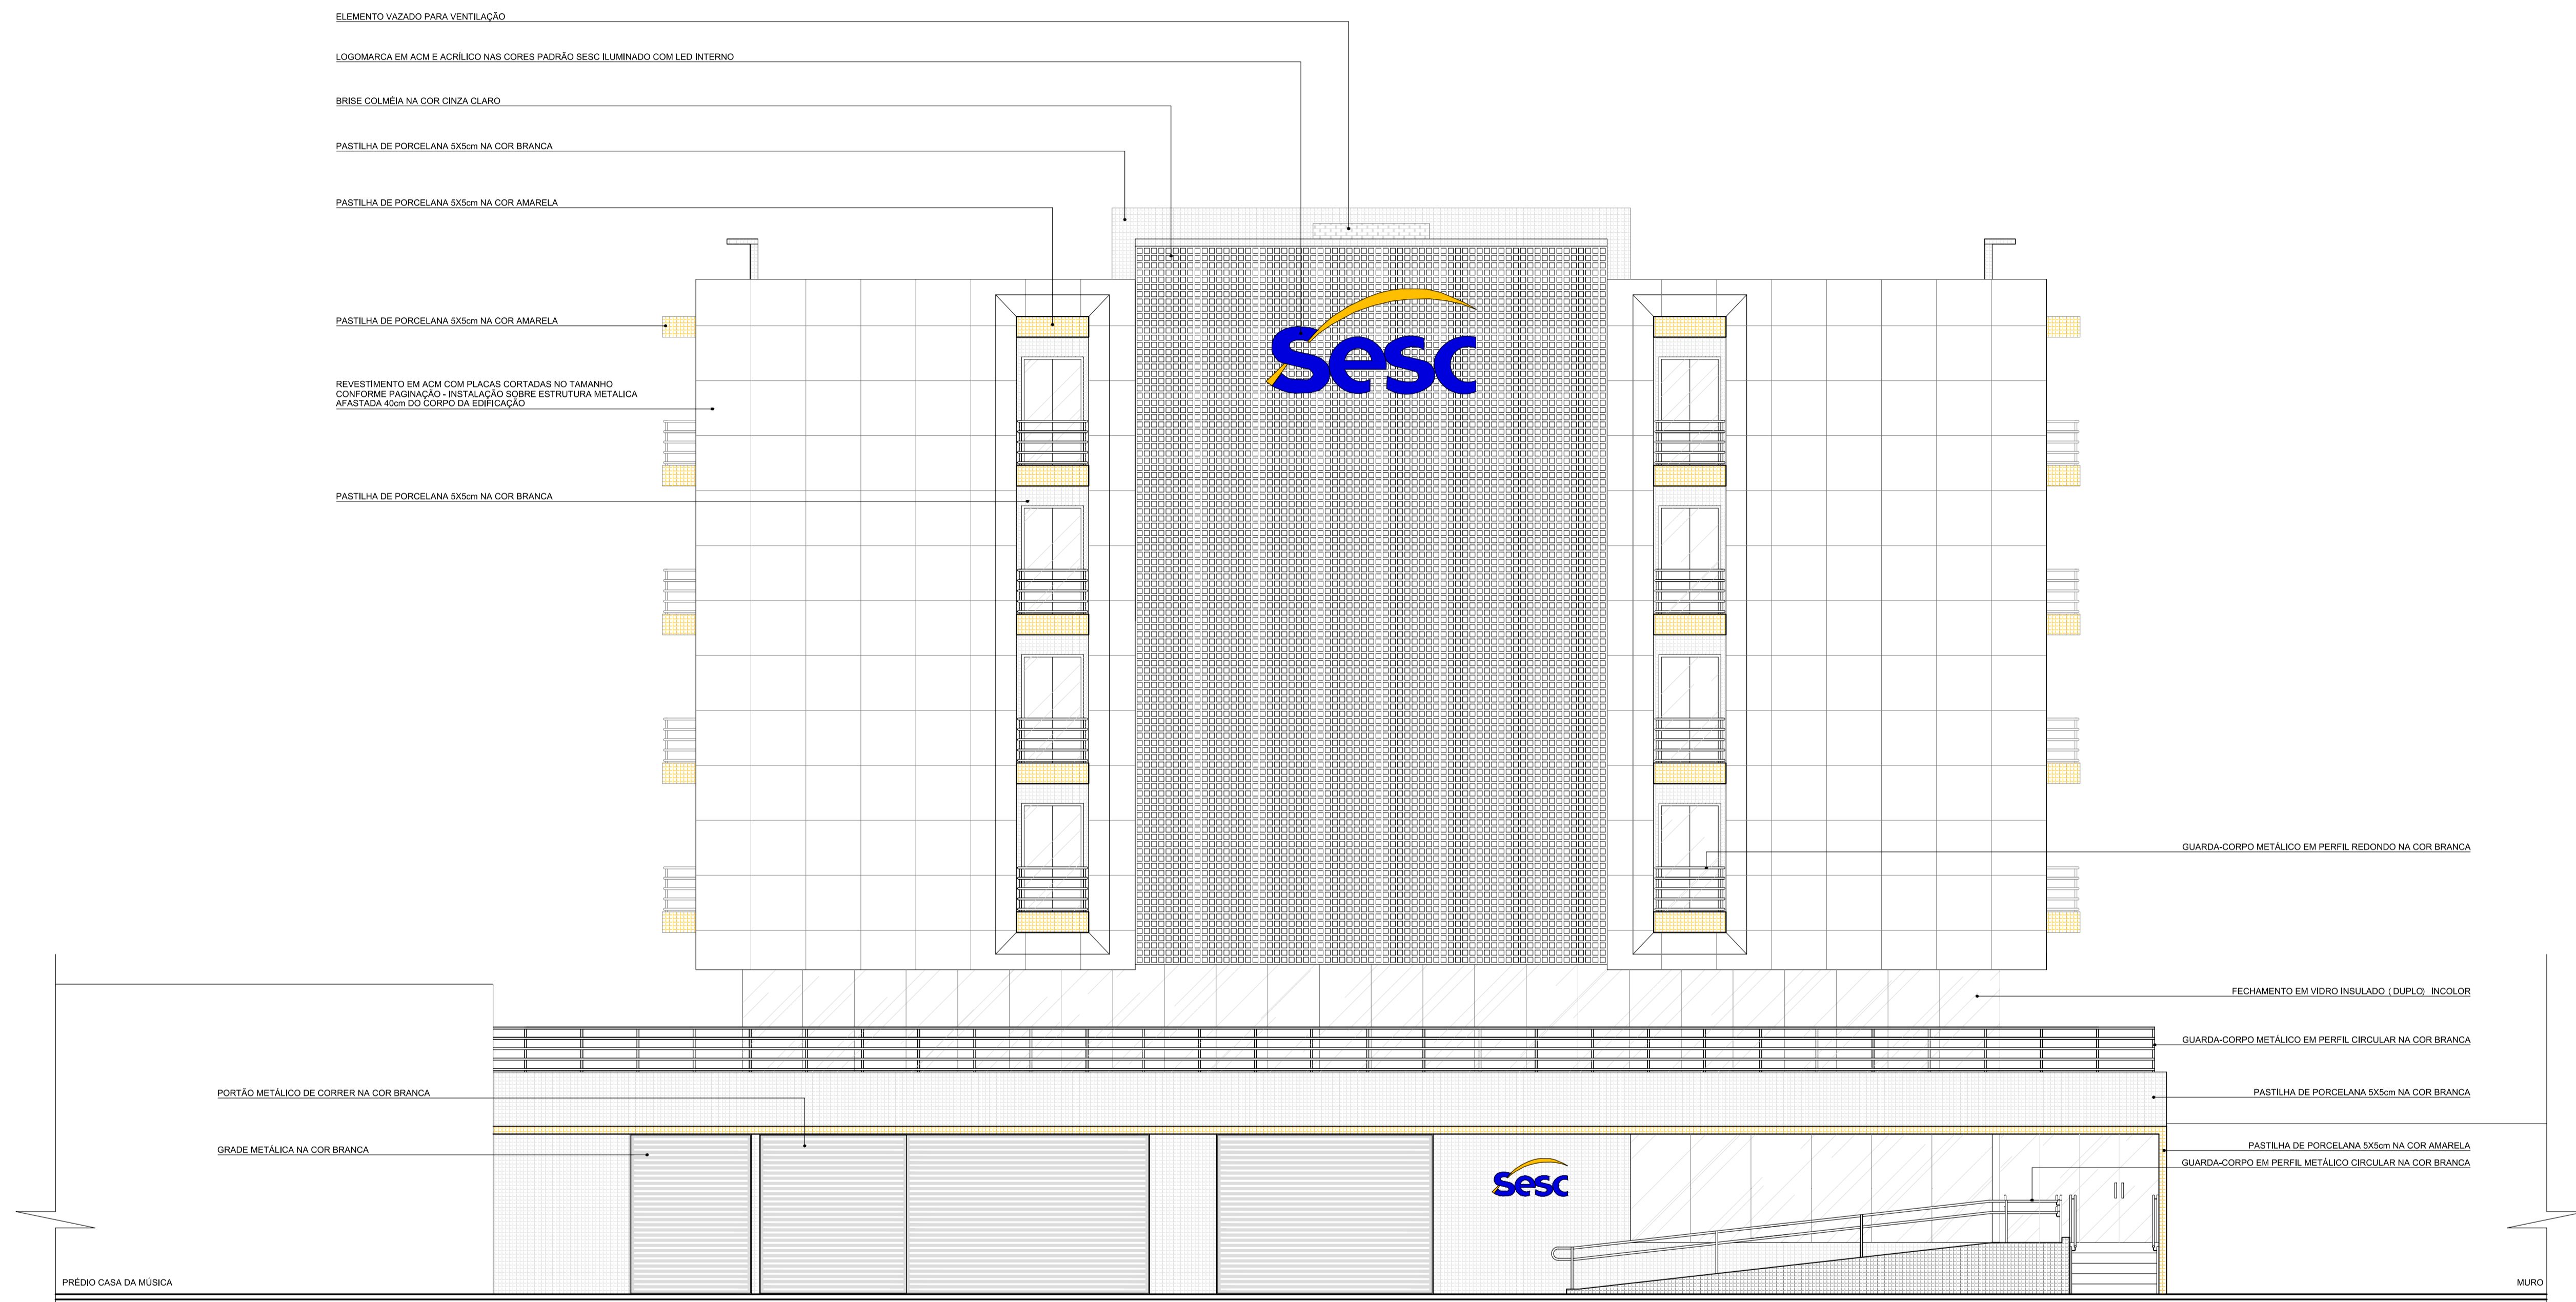 ELEMENTO VAZADO PARA VENTILAÇÃO
LOGOMARCA EM ACM E ACRÍLICO NAS CORES PADRÃO SESC ILUMINADO COM LED INTERNO
BRISE COLMÉIA NA COR CINZA CLARO
PASTILHA DE PORCELANA 5X5cm NA COR BRANCA
PASTILHA DE PORCELANA 5X5cm NA COR AMARELA
PASTILHA DE PORCELANA 5X5cm NA COR AMARELA
REVESTIMENTO EM ACM COM PLACAS CORTADAS NO TAMANHO
CONFORME PAGINAÇÃO - INSTALAÇÃO SOBRE ESTRUTURA METALICA
AFASTADA 40cm DO CORPO DA EDIFICAÇÃO
PASTILHA DE PORCELANA 5X5cm NA COR BRANCA
sesc
GUARDA-CORPO METÁLICO EM PERFIL REDONDO NA COR BRANCA
FECHAMENTO EM VIDRO INSULADO ( DUPLO) INCOLOR
GUARDA-CORPO METÁLICO EM PERFIL CIRCULAR NA COR BRANCA
PORTÃO METÁLICO DE CORRER NA COR BRANCA
PASTILHA DE PORCELANA 5X5cm NA COR BRANCA
GRADE METÁLICA NA COR BRANCA
PASTILHA DE PORCELANA 5X5cm NA COR AMARELA
GUARDA-CORPO EM PERFIL METÁLICO CIRCULAR NA COR BRANCA
sesc
PRÉDIO CASA DA MÚSICA
MURO